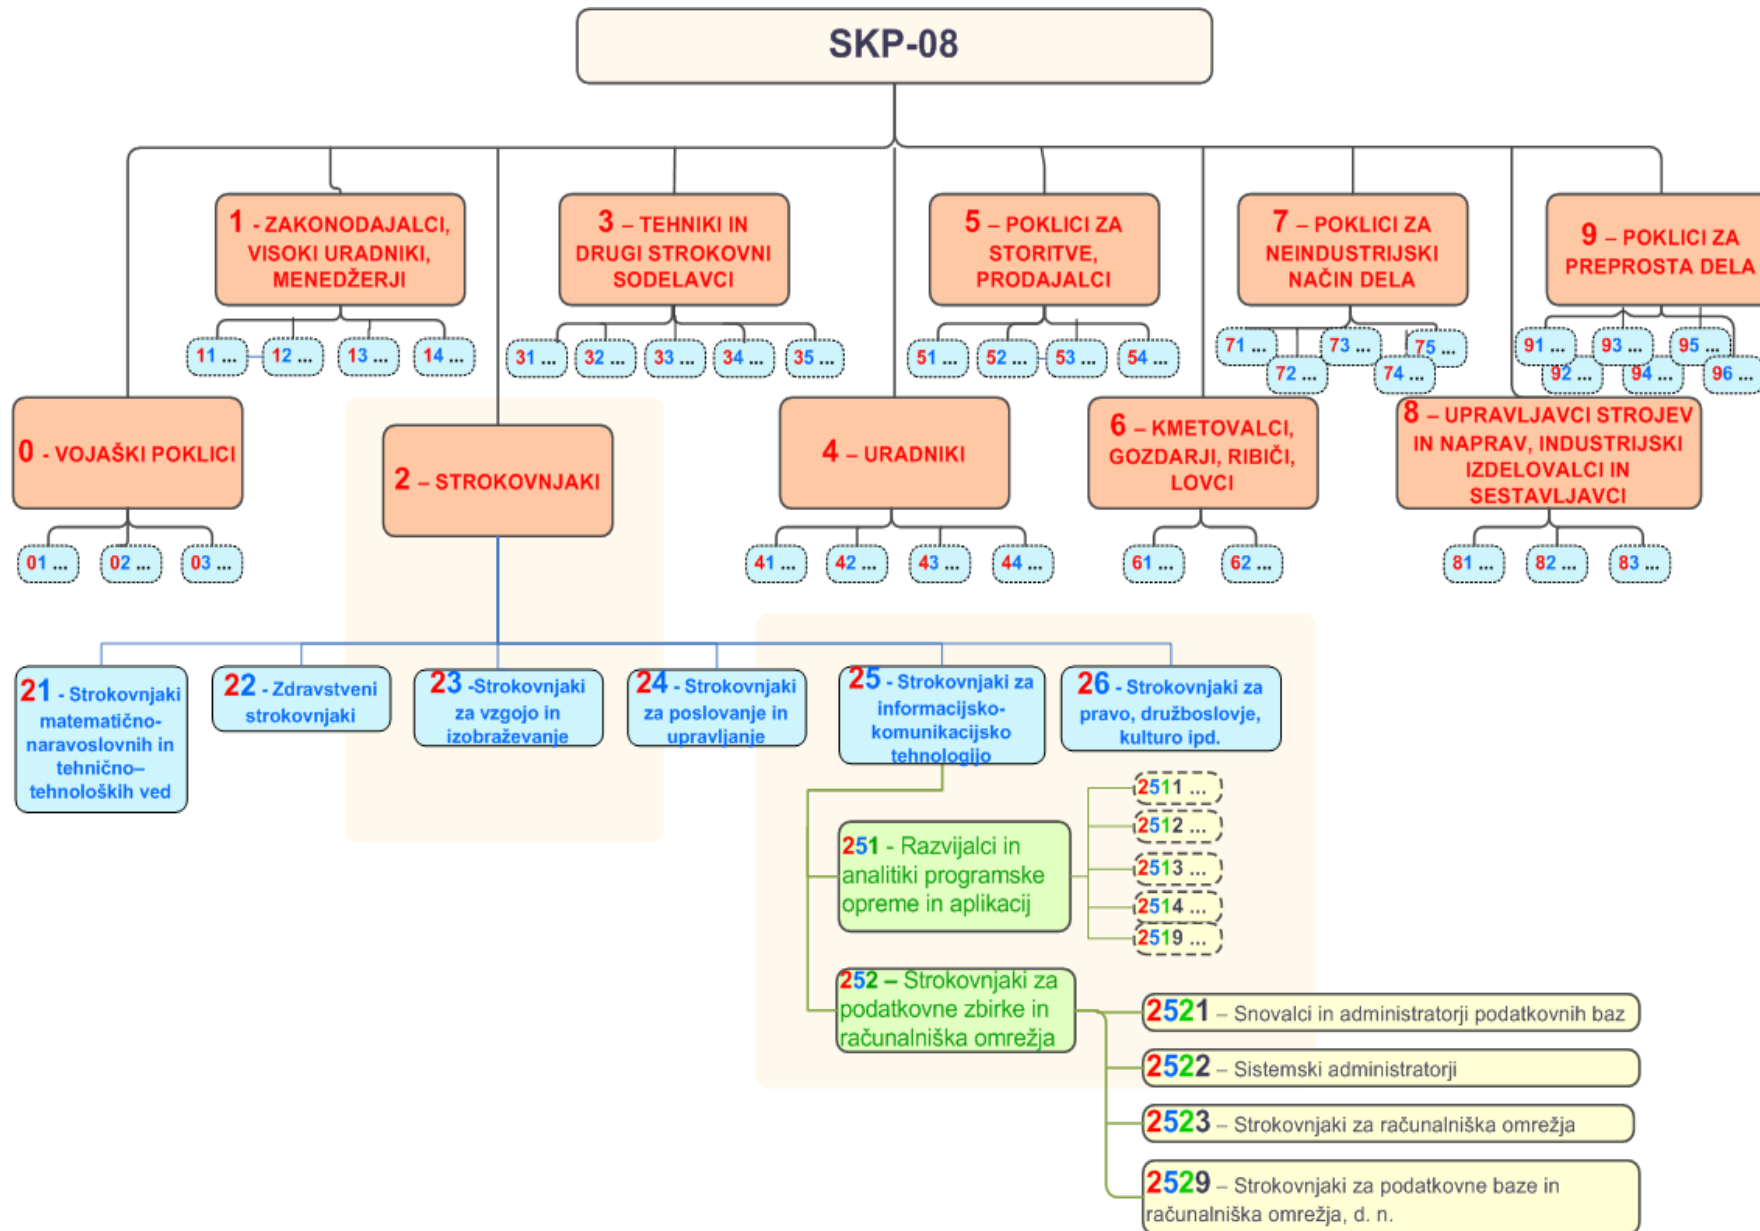 SKP-08
1 - ZAKONODAJALCI,
VISOKI URADNIKI,
MENEDŽERJI
3 – TEHNIKI IN
DRUGI STROKOVNI
SODELAVCI
5 – POKLICI ZA
STORITVE,
PRODAJALCI
7 – POKLICI ZA
NEINDUSTRIJSKI
NAČIN DELA
9 – POKLICI ZA
PREPROSTA DELA
11 ...
12 ...
13 ...
14 ...
31 ...
32 ...
33 ...
34 ...
35 ...
51 ...
52 ...
53 ...
54 ...
71 ...
72 ...
73 ...
74 ...
75 ...
91 ...
92 ...
93 ...
94 ...
95 ...
96 ...
0 - VOJAŠKI POKLICI
2 – STROKOVNJAKI
4 – URADNIKI
6 – KMETOVALCI,
GOZDARJI, RIBIČI,
LOVCI
8 – UPRAVLJAVCI STROJEV
IN NAPRAV, INDUSTRIJSKI
IZDELOVALCI IN
SESTAVLJAVCI
01 ...
02 ...
03 ...
41 ...
42 ...
43 ...
44 ...
61 ...
62 ...
81 ...
82 ...
83 ...
21 - Strokovnjaki
matematično-
naravoslovnih in
tehnično–
tehnoloških ved
22 - Zdravstveni
strokovnjaki
23 -Strokovnjaki
za vzgojo in
izobraževanje
24 - Strokovnjaki
za poslovanje in
upravljanje
25 - Strokovnjaki za
informacijsko-
komunikacijsko
tehnologijo
26 - Strokovnjaki za
pravo, družboslovje,
kulturo ipd.
251 - Razvijalci in
analitiki programske
opreme in aplikacij
2511 ...
2512 ...
2513 ...
2514 ...
2519 ...
252 – Strokovnjaki za
podatkovne zbirke in
računalniška omrežja
2521 – Snovalci in administratorji podatkovnih baz
2522 – Sistemski administratorji
2523 – Strokovnjaki za računalniška omrežja
2529 – Strokovnjaki za podatkovne baze in
računalniška omrežja, d. n.